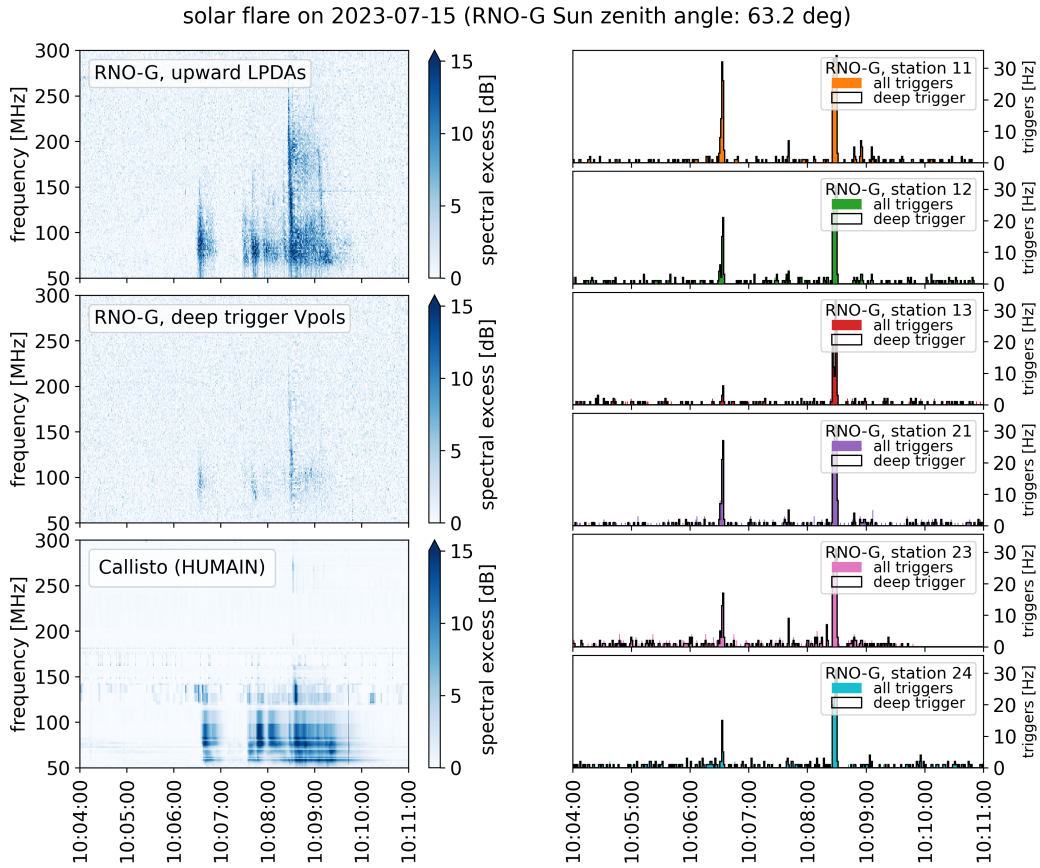 solar flare on 2023-07-15 (RNO-G Sun zenith angle: 63.2 deg)
RNO-G, upward LPDAs
frequency [MHz]
300
250
200
150
100
50
15
10
5
0
spectral excess [dB]
RNO-G, deep trigger Vpols
frequency [MHz]
300
250
200
150
100
50
15
10
5
0
spectral excess [dB]
Callisto (HUMAIN)
frequency [MHz]
300
250
200
150
100
50
15
10
5
0
spectral excess [dB]
10:04:00
10:05:00
10:06:00
10:07:00
10:08:00
10:09:00
10:10:00
10:11:00
RNO-G, station 11
all triggers
deep trigger
30
20
10
0
triggers [Hz]
RNO-G, station 12
all triggers
deep trigger
30
20
10
0
triggers [Hz]
RNO-G, station 13
all triggers
deep trigger
30
20
10
0
triggers [Hz]
RNO-G, station 21
all triggers
deep trigger
30
20
10
0
triggers [Hz]
RNO-G, station 23
all triggers
deep trigger
30
20
10
0
triggers [Hz]
RNO-G, station 24
all triggers
deep trigger
30
20
10
0
triggers [Hz]
10:04:00
10:05:00
10:06:00
10:07:00
10:08:00
10:09:00
10:10:00
10:11:00